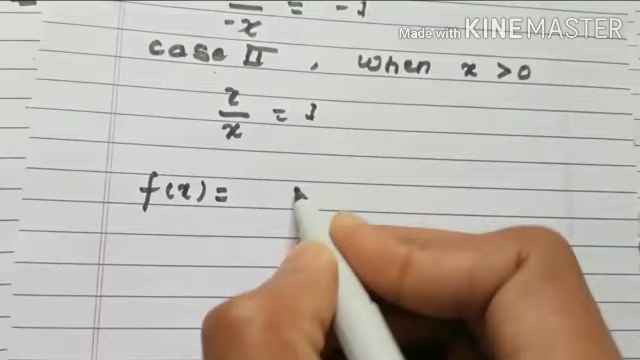 -x = -1
Made with KINEMASTER
case II, when x > 0
x/x = 1
f(x) =